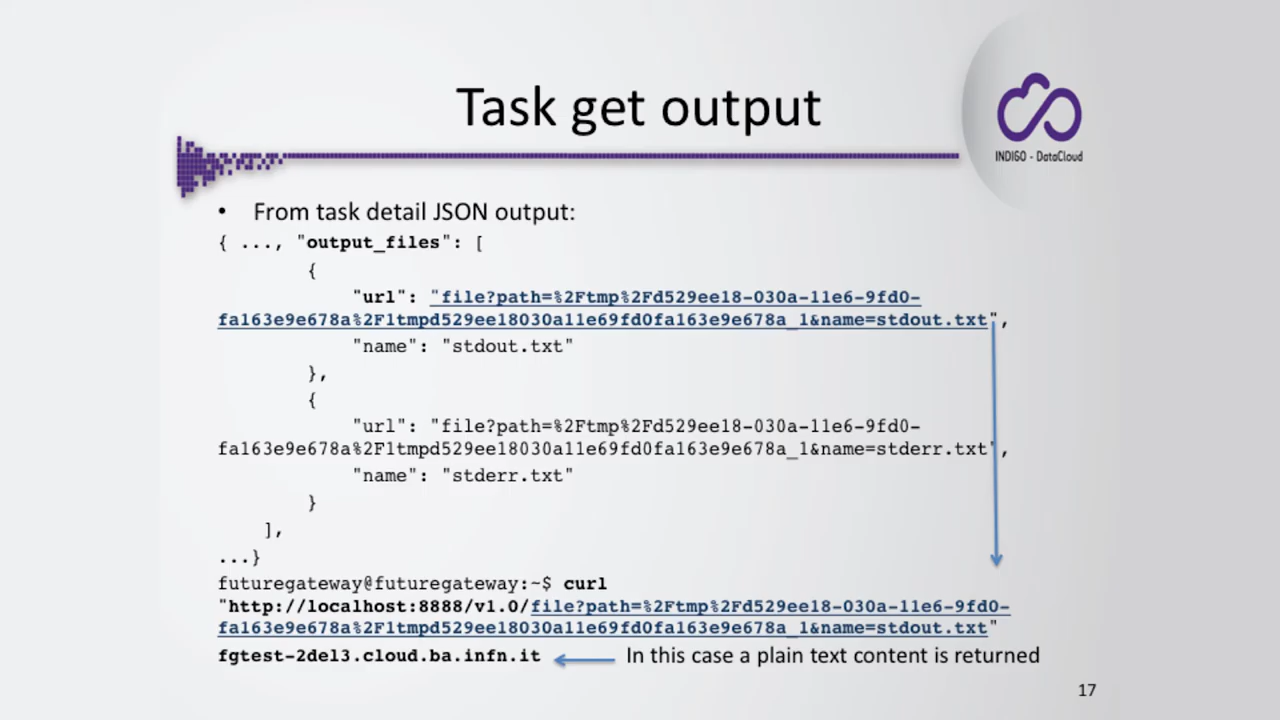 Task get output
INDIGO - DataCloud
• From task detail JSON output:
{ ..., "output_files": [
{
"url": "file?path=%2Ftmp%2Fd529ee18-030a-11e6-9fd0-
fa163e9e678a%2F1tmpd529ee18030a11e69fd0fa163e9e678a_1&name=stdout.txt",
"name": "stdout.txt"
},
{
"url": "file?path=%2Ftmp%2Fd529ee18-030a-11e6-9fd0-
fa163e9e678a%2F1tmpd529ee18030a11e69fd0fa163e9e678a_1&name=stderr.txt",
"name": "stderr.txt"
}
],
...}
futuregateway@futuregateway:~$ curl
"http://localhost:8888/v1.0/file?path=%2Ftmp%2Fd529ee18-030a-11e6-9fd0-
fa163e9e678a%2F1tmpd529ee18030a11e69fd0fa163e9e678a_1&name=stdout.txt"
fgtest-2del3.cloud.ba.infn.it In this case a plain text content is returned
17